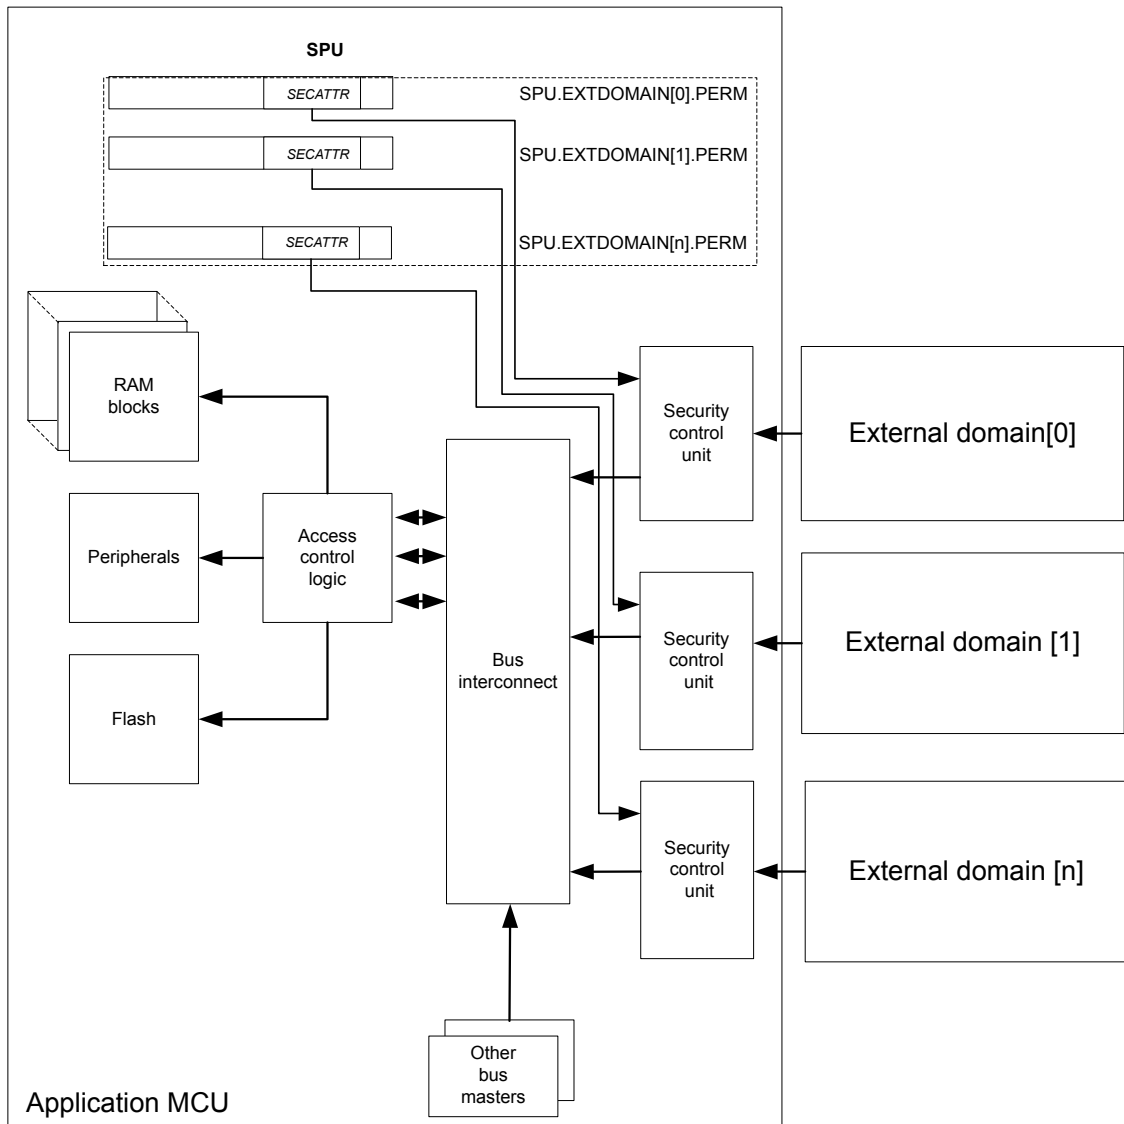 SPU
SECATTR
SPU.EXTDOMAIN[0].PERM
SECATTR
SPU.EXTDOMAIN[1].PERM
SECATTR
SPU.EXTDOMAIN[n].PERM
RAM
blocks
Security
control
unit
External domain[0]
Peripherals
Access
control
logic
Security
control
unit
External domain [1]
Bus
interconnect
Flash
Security
control
unit
External domain [n]
Other
bus
masters
Application MCU